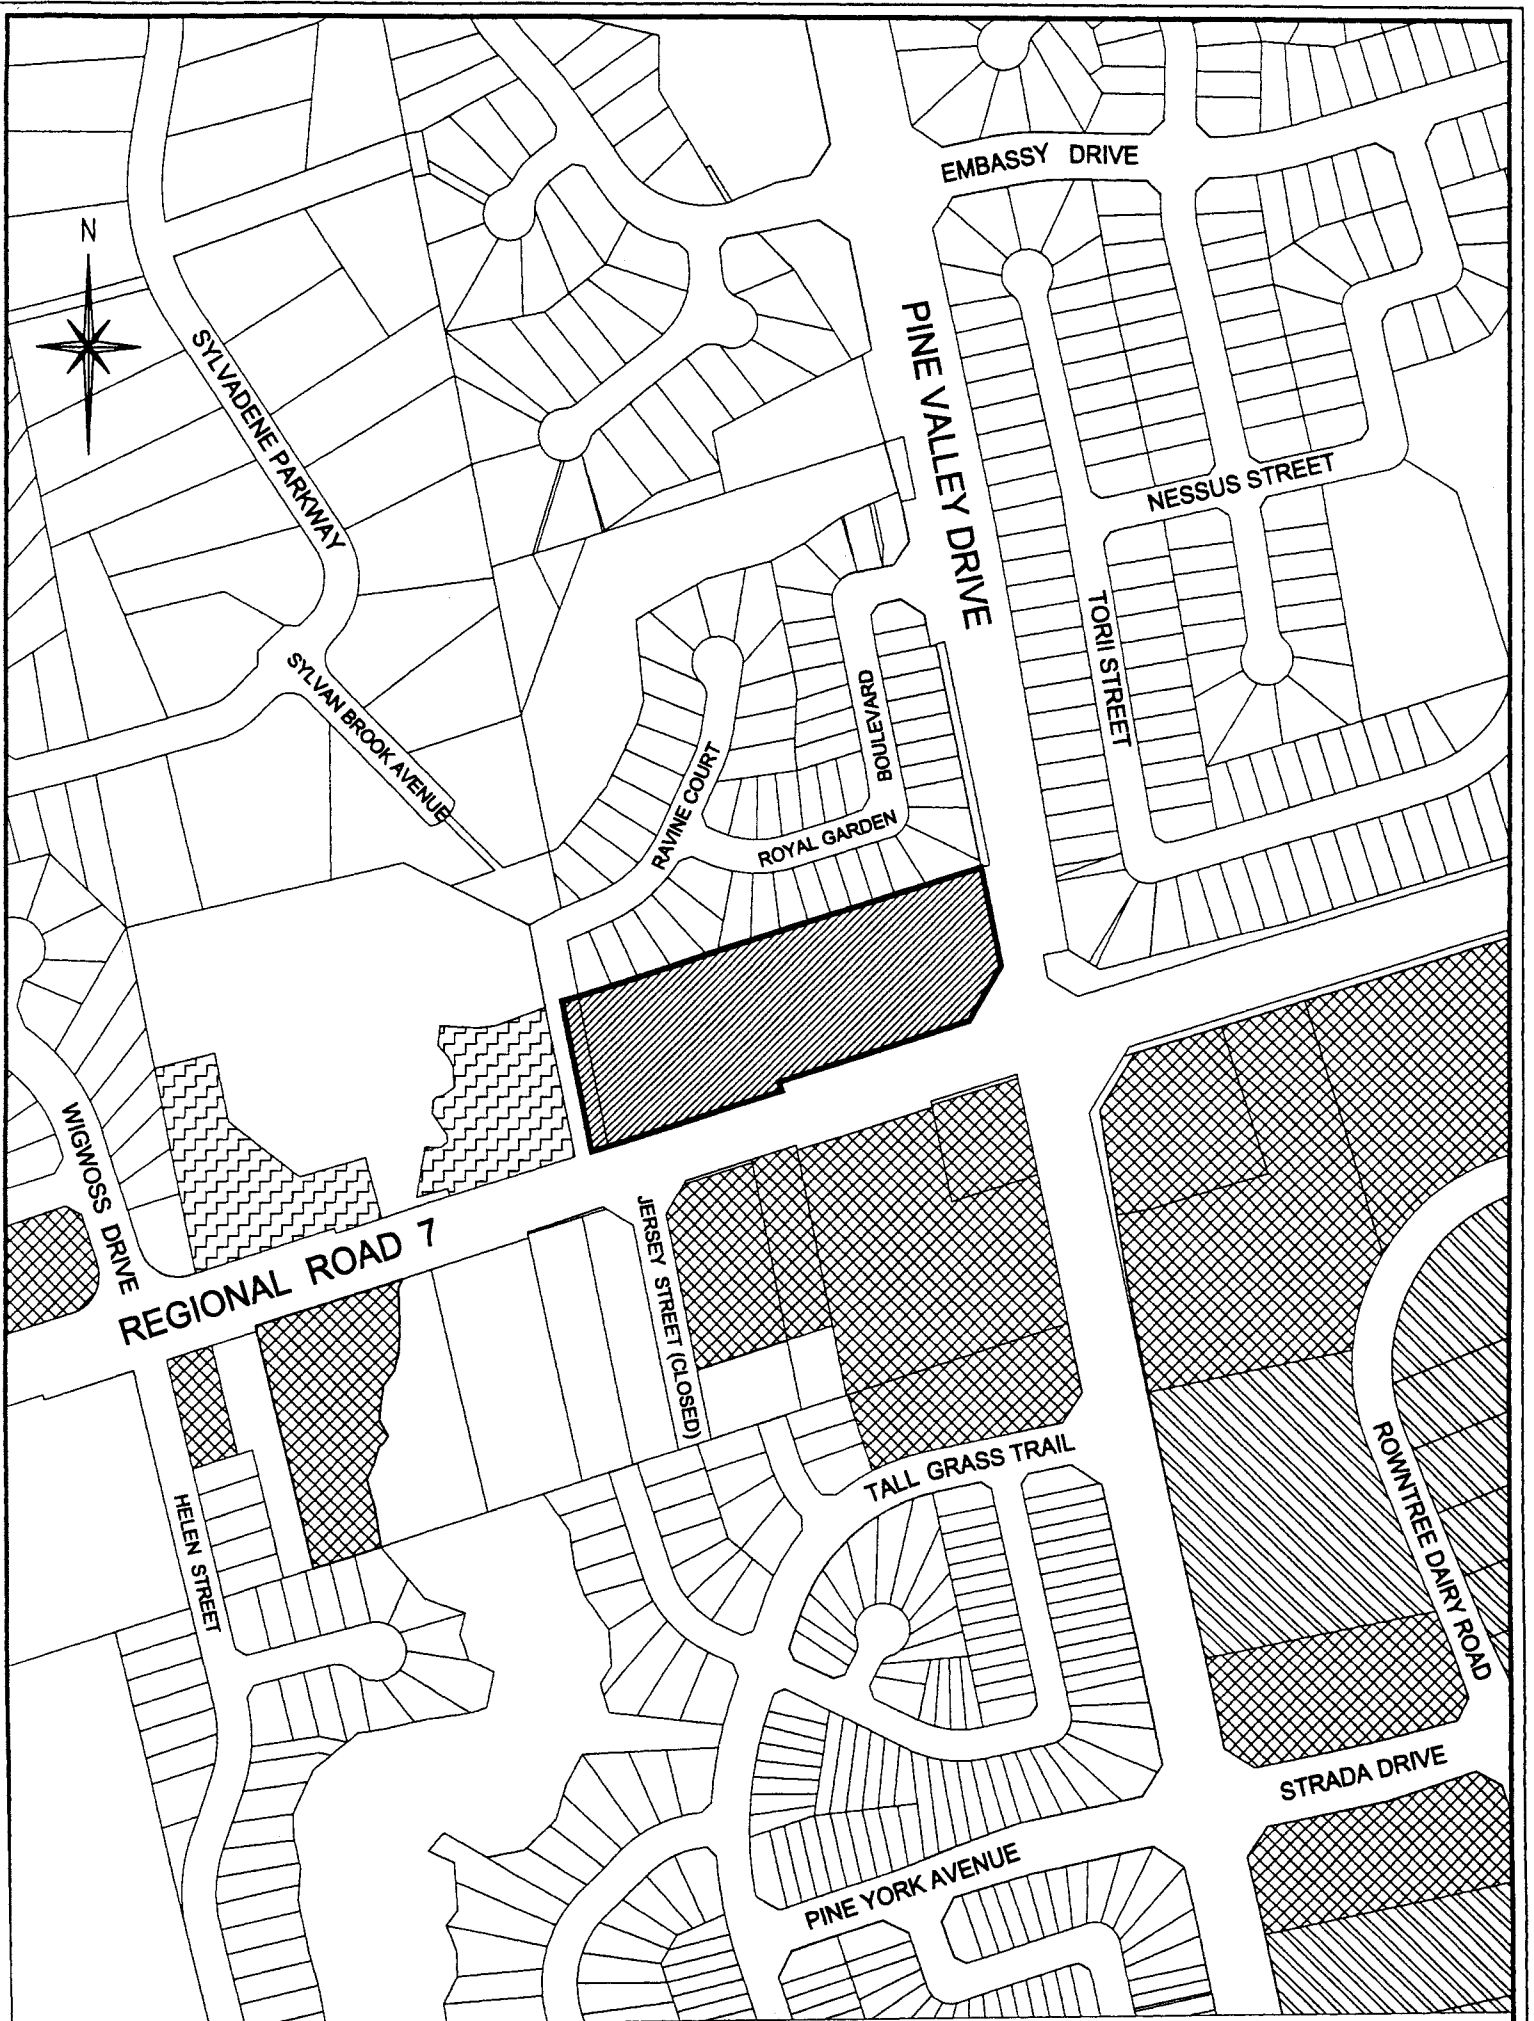 EMBASSY DRIVE
N
PINE VALLEY DRIVE
SYLVADENE PARKWAY
NESSUS STREET
TORII STREET
SYLVAN BROOK AVENUE
BOULEVARD
RAVINE COURT
ROYAL GARDEN
WIGWOSS DRIVE
JERSEY STREET (CLOSED)
REGIONAL ROAD 7
TALL GRASS TRAIL
ROWNTREE DAIRY ROAD
HELEN STREET
STRADA DRIVE
PINE YORK AVENUE